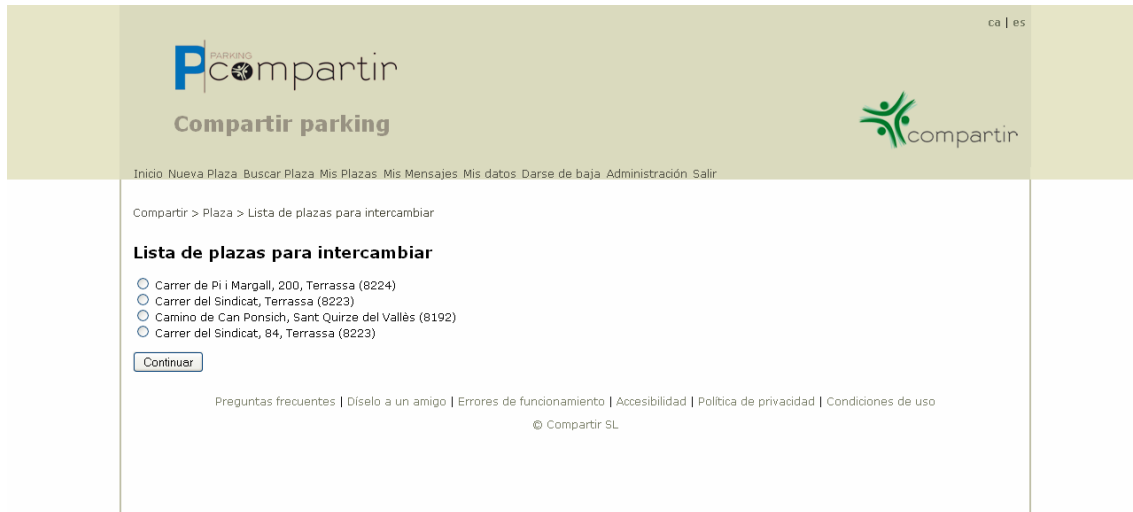 ca | es
PARKING
Pcompartir
Compartir parking
compartir
Inicio Nueva Plaza Buscar Plaza Mis Plazas Mis Mensajes Mis datos Darse de baja Administración Salir
Compartir > Plaza > Lista de plazas para intercambiar
Lista de plazas para intercambiar
Carrer de Pi i Margall, 200, Terrassa (8224)
Carrer del Sindicat, Terrassa (8223)
Camino de Can Ponsich, Sant Quirze del Vallès (8192)
Carrer del Sindicat, 84, Terrassa (8223)
Continuar
Preguntas frecuentes | Díselo a un amigo | Errores de funcionamiento | Accesibilidad | Política de privacidad | Condiciones de uso
© Compartir SL